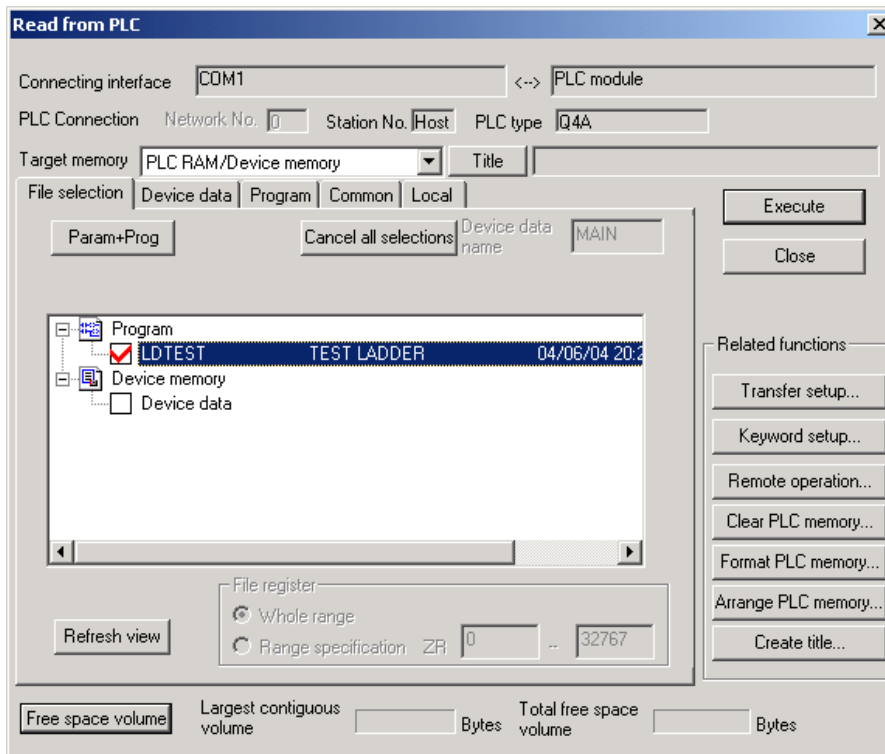 Read from PLC
Connecting interface COM1 <--> PLC module
PLC Connection Network No. 0 Station No. Host PLC type Q4A
Target memory PLC RAM/Device memory Title
File selection Device data Program Common Local
Execute
Param+Prog Cancel all selections Device data name MAIN
Close
Program
LDTEST TEST LADDER 04/06/04 20:2
Device memory
Device data
Related functions
Transfer setup...
Keyword setup...
Remote operation...
Clear PLC memory...
Format PLC memory...
Arrange PLC memory...
Create title...
File register
Whole range
Refresh view
Range specification ZR 0 -- 32767
Free space volume Largest contiguous volume Bytes Total free space volume Bytes